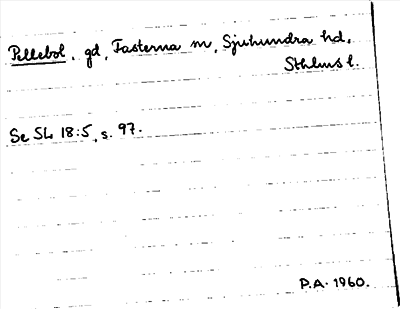 Pellebol, gd, Fasterna sn, Sjuhundra hd,
Sthlms l.
Se SL 18:5, s. 97.
P.A. 1960.